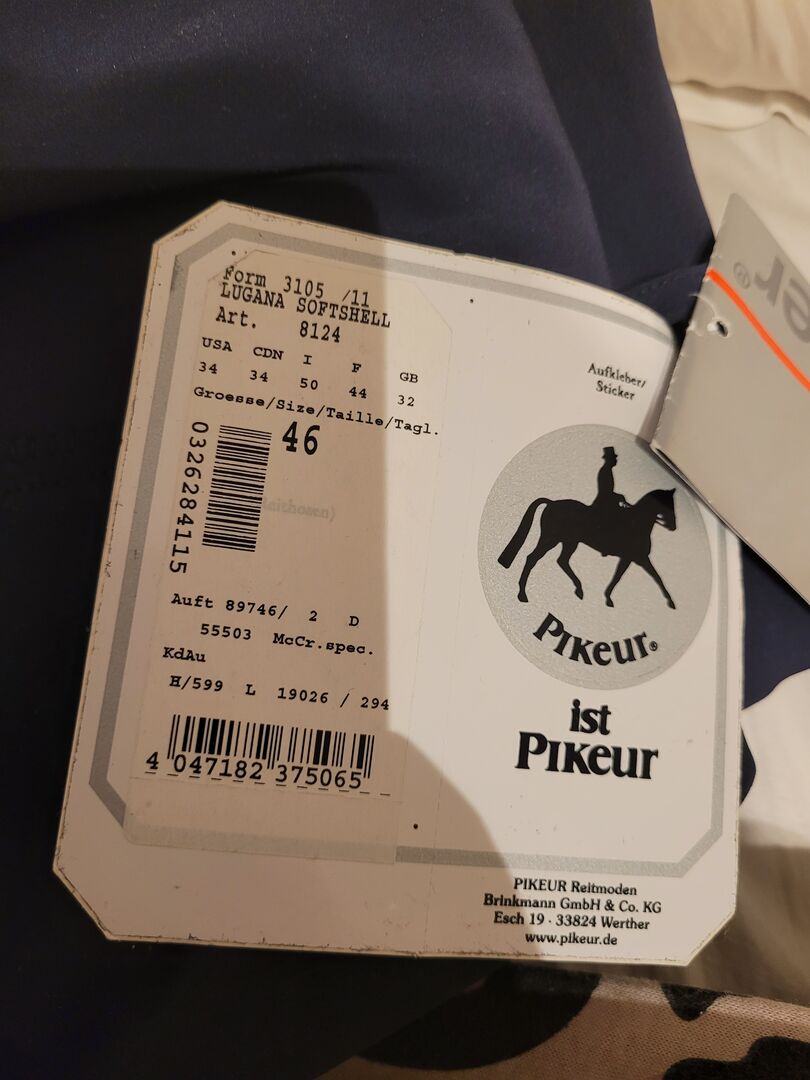 Form 3105 /11
LUGANA SOFTSHELL
Art. 8124
USA CDN I F GB
34 34 50 44 32
Groesse/Size/Taille/Tagl.
46
0326284115
Auft 89746/ 2 D
55503 McCr.spec.
KdAu
H/599 L 19026 / 294
4 047182 375065
Aufkleber/
Sticker
PIKEUR®
ist
PIKEUR
PIKEUR Reitmoden
Brinkmann GmbH & Co. KG
Esch 19 · 33824 Werther
www.pikeur.de